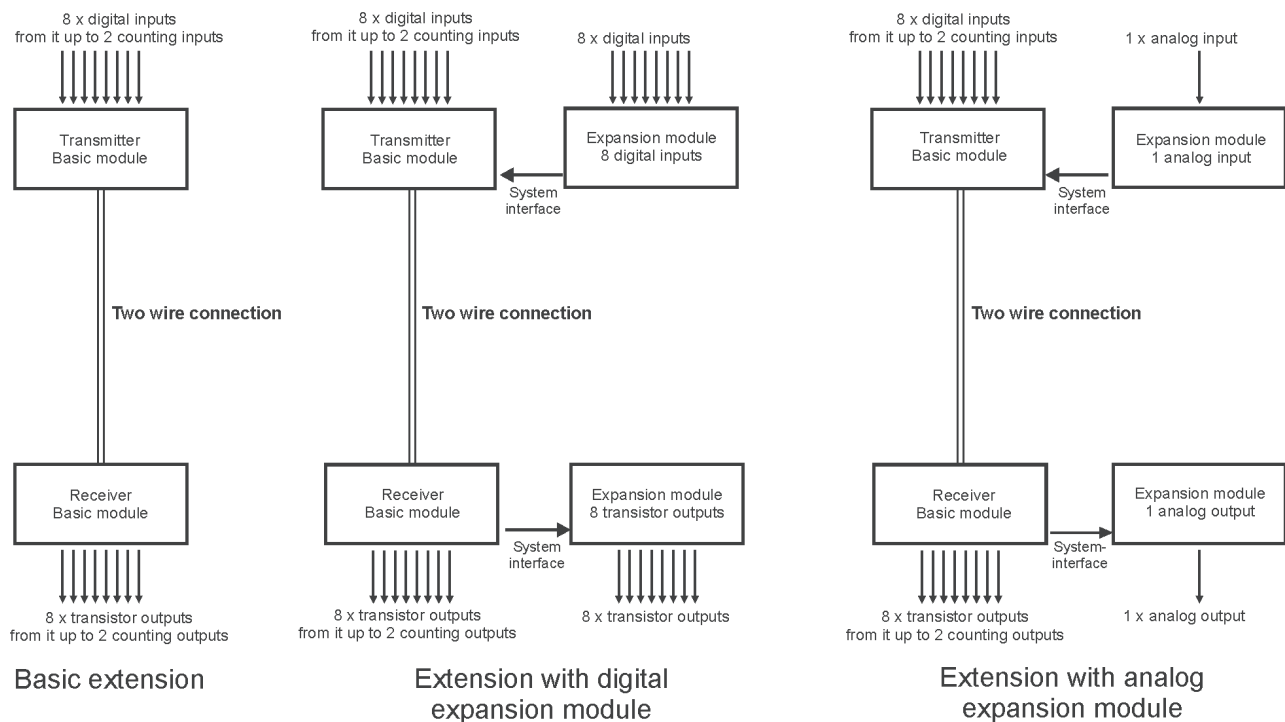 8 x digital inputs
from it up to 2 counting inputs
Transmitter
Basic module
Two wire connection
Receiver
Basic module
8 x transistor outputs
from it up to 2 counting outputs
Basic extension
8 x digital inputs
from it up to 2 counting inputs
8 x digital inputs
Transmitter
Basic module
Expansion module
8 digital inputs
System
interface
Two wire connection
Receiver
Basic module
Expansion module
8 transistor outputs
System
interface
8 x transistor outputs
from it up to 2 counting outputs
8 x transistor outputs
Extension with digital
expansion module
8 x digital inputs
from it up to 2 counting inputs
1 x analog input
Transmitter
Basic module
Expansion module
1 analog input
System
interface
Two wire connection
Receiver
Basic module
Expansion module
1 analog output
System-
interface
8 x transistor outputs
from it up to 2 counting outputs
1 x analog output
Extension with analog
expansion module